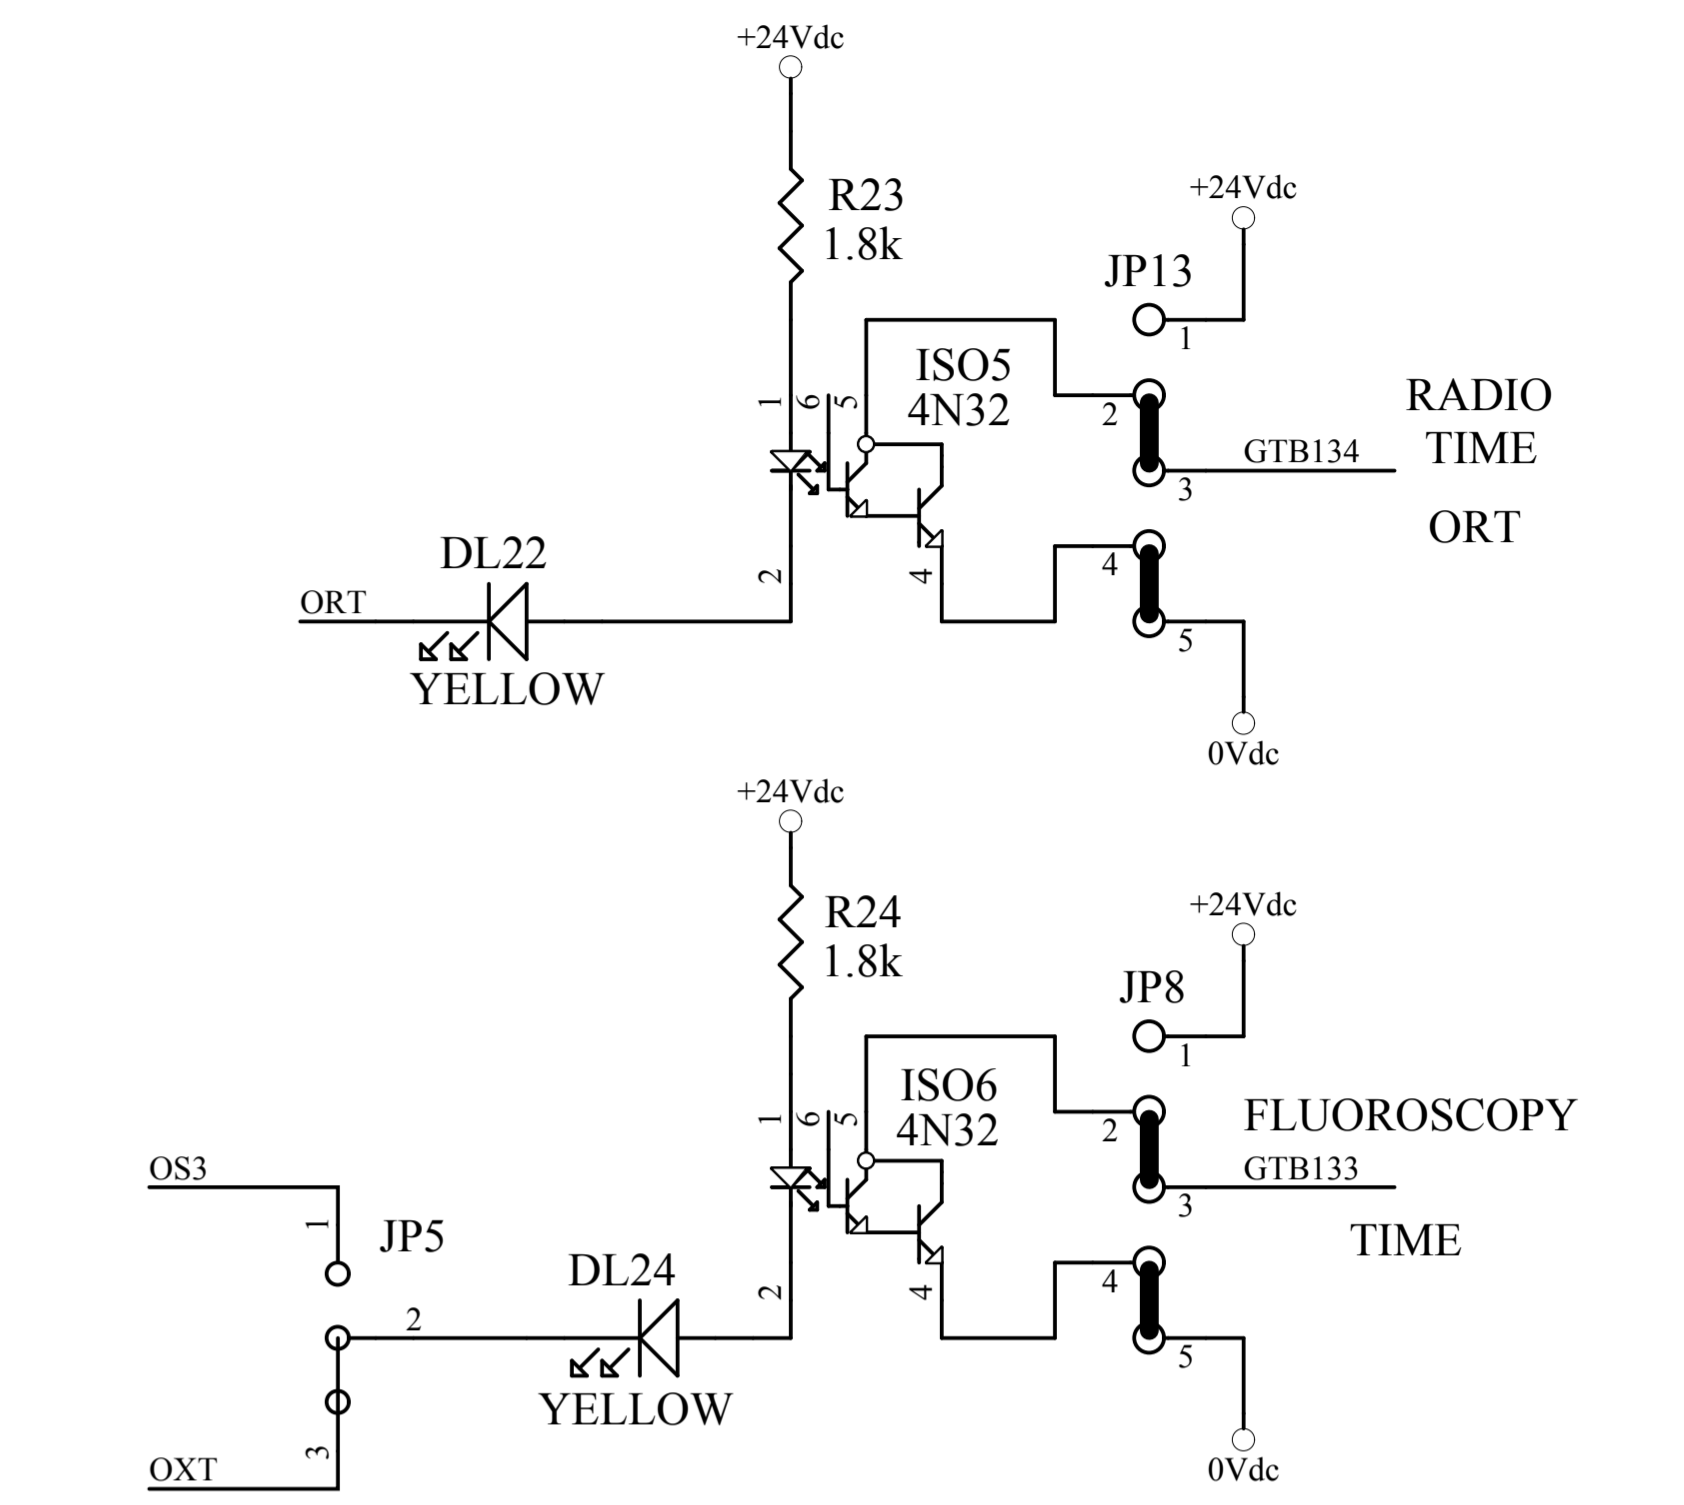 +24Vdc
R23
1.8k
+24Vdc
JP13
1
ISO5
4N32
1
6
5
2
RADIO
TIME
GTB134
3
ORT
DL22
2
4
4
ORT
5
YELLOW
0Vdc
+24Vdc
R24
1.8k
+24Vdc
JP8
1
ISO6
4N32
1
6
5
2
FLUOROSCOPY
GTB133
3
TIME
OS3
1
JP5
DL24
2
4
4
2
5
YELLOW
3
OXT
0Vdc